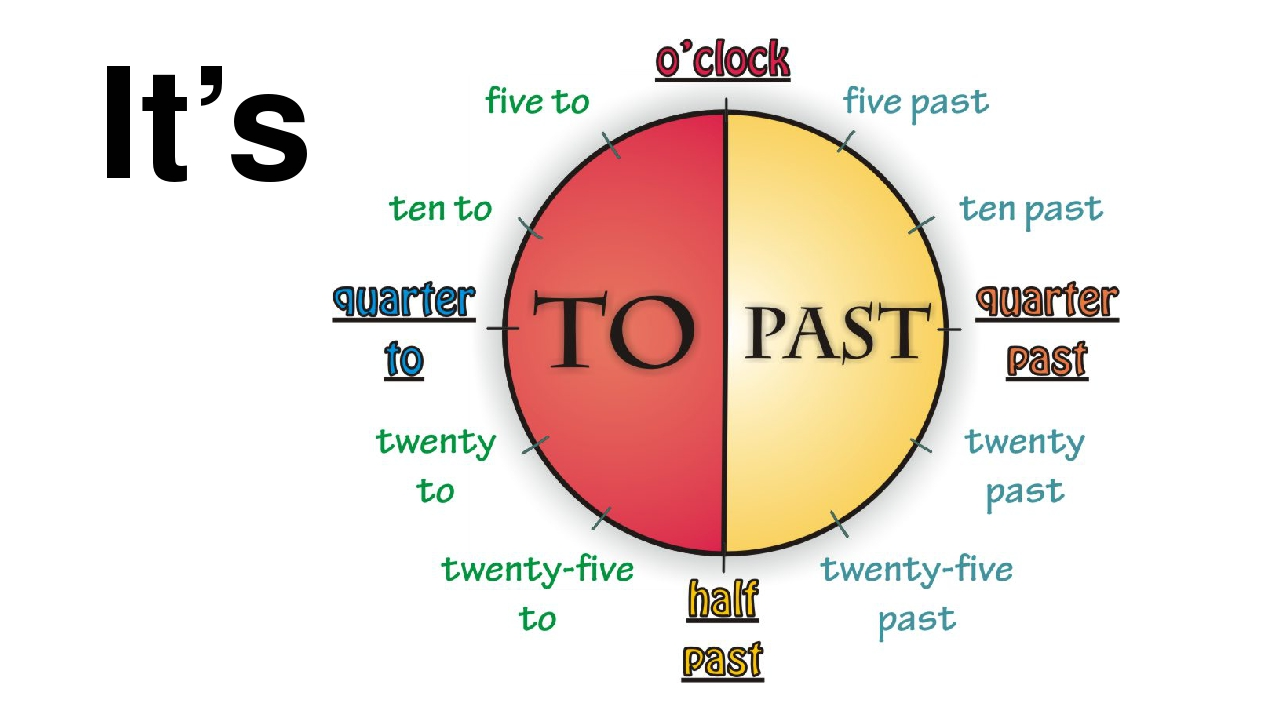 It’s
o’clock
five to
five past
ten to
ten past
quarter
to
TO
PAST
quarter
past
twenty
to
twenty
past
twenty-five
to
half
past
twenty-five
past